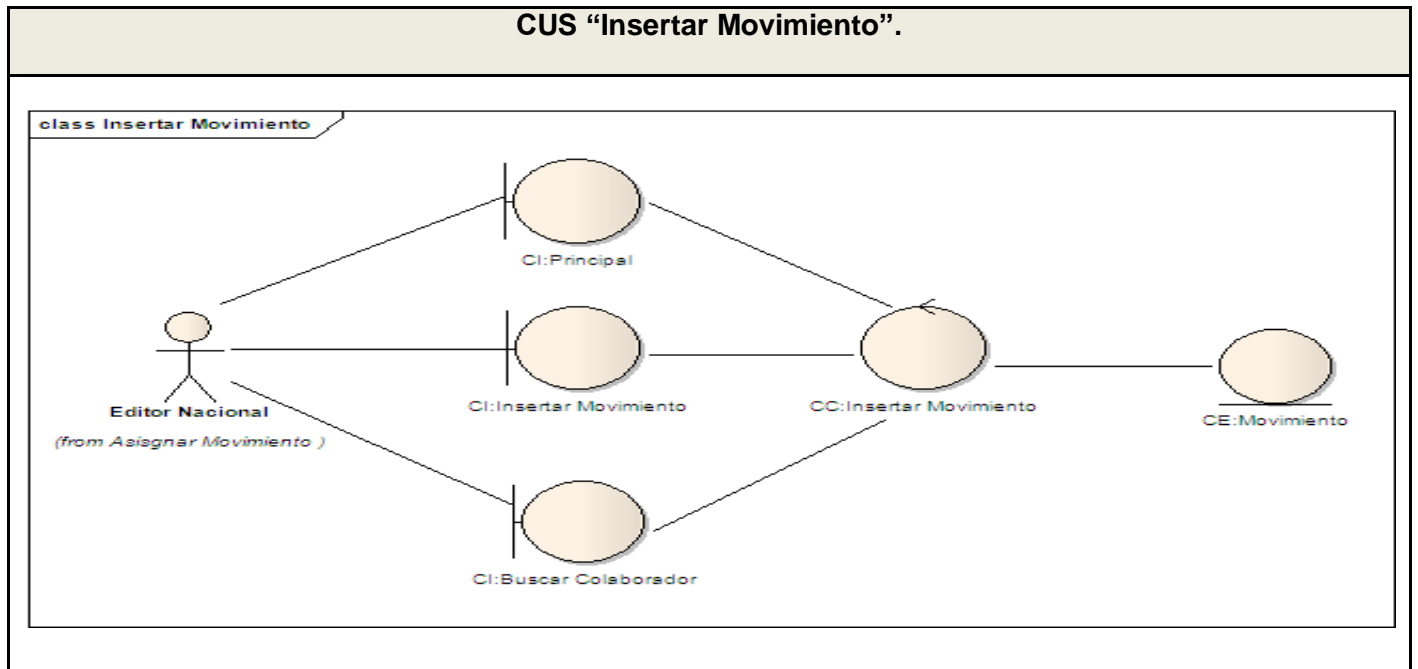 CUS “Insertar Movimiento”.
class Insertar Movimiento
CI:Principal
CI:Insertar Movimiento
CC:Insertar Movimiento
CE:Movimiento
Editor Nacional
(from Asisgnar Movimiento )
CI:Buscar Colaborador